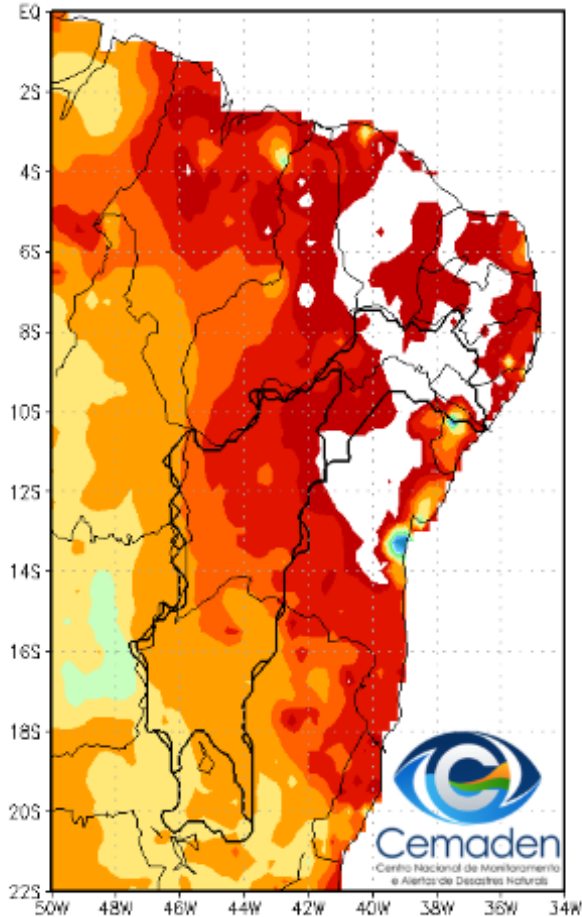 EQ
2S
4S
6S
8S
10S
12S
14S
16S
18S
20S
22S
Cemaden
Centro Nacional de Monitoramento
e Alertas de Desastres Naturais
50W 48W 46W 44W 42W 40W 38W 36W 34W